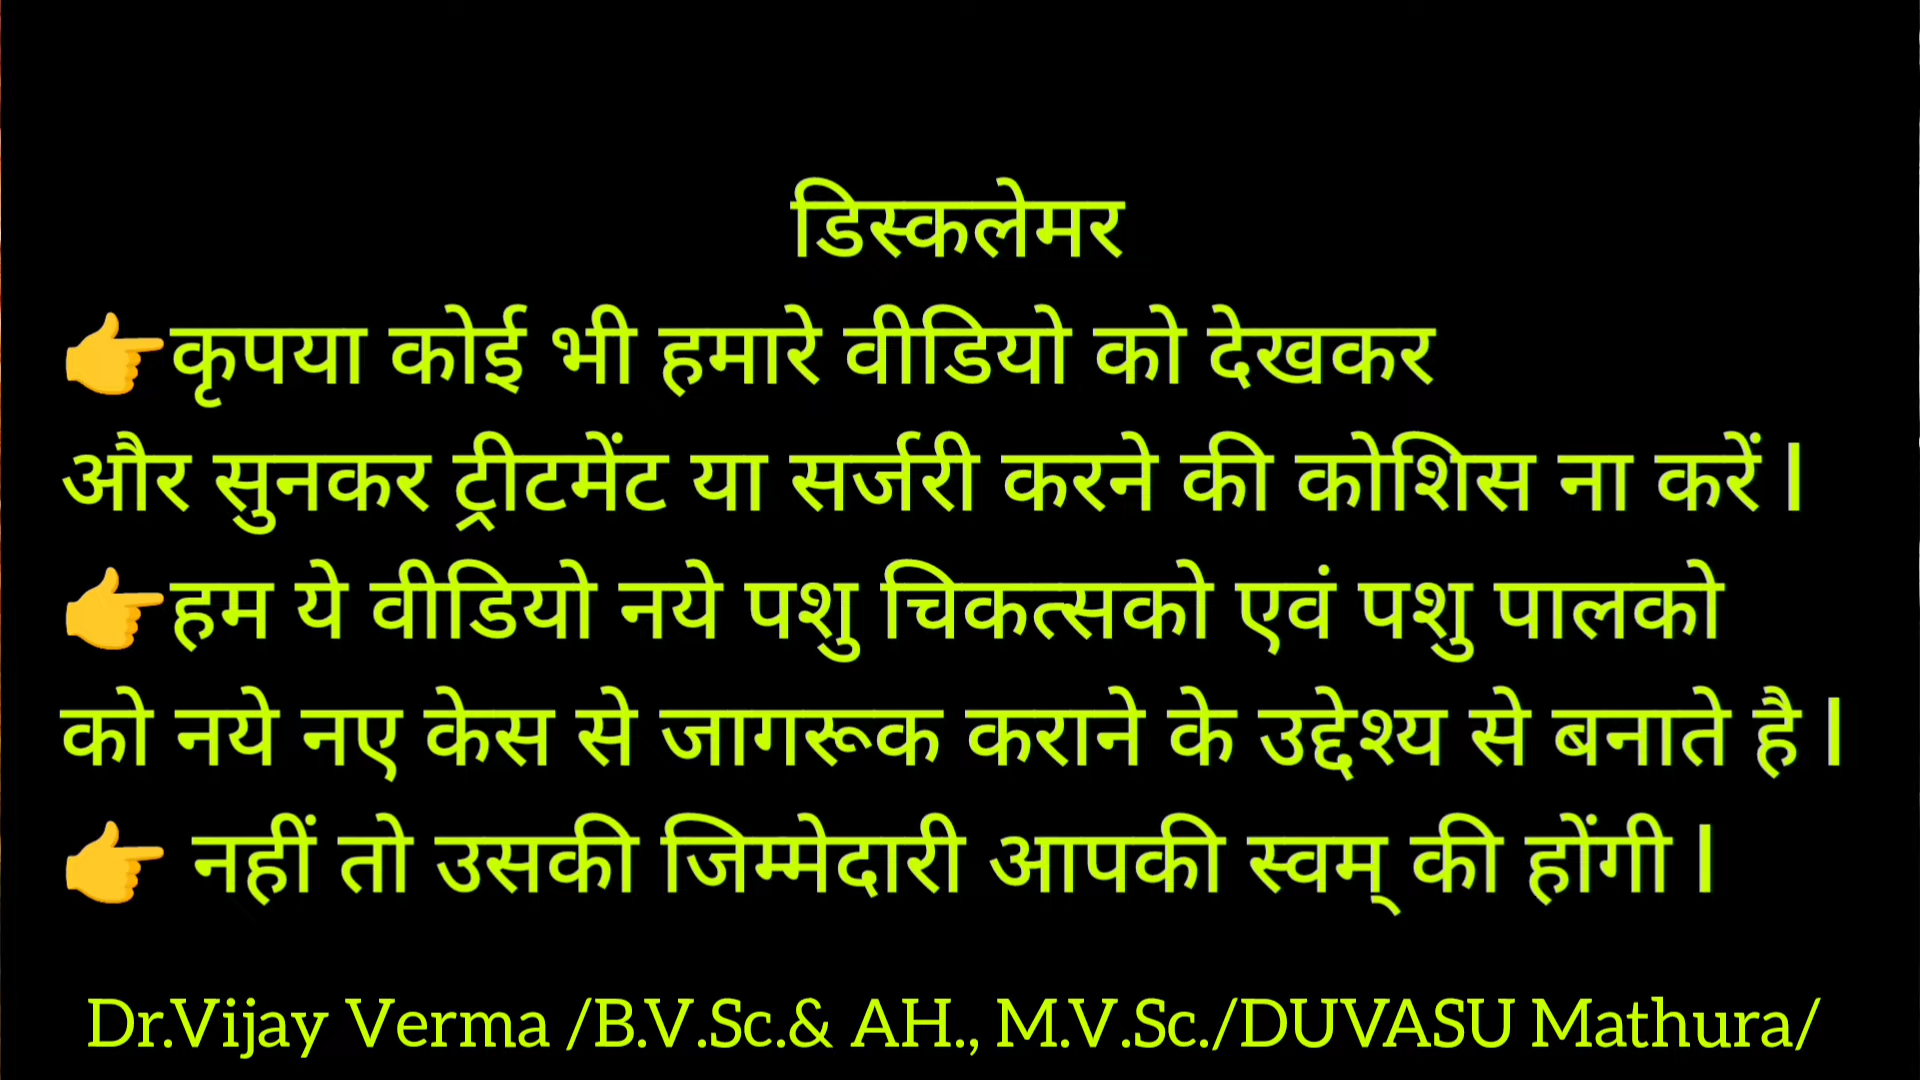 डिस्कलेमर
👉कृपया कोई भी हमारे वीडियो को देखकर
और सुनकर ट्रीटमेंट या सर्जरी करने की कोशिस ना करें।
👉हम ये वीडियो नये पशु चिकत्सको एवं पशु पालको
को नये नए केस से जागरूक कराने के उद्देश्य से बनाते है।
👉 नहीं तो उसकी जिम्मेदारी आपकी स्वम् की होंगी।
Dr.Vijay Verma /B.V.Sc.& AH., M.V.Sc./DUVASU Mathura/